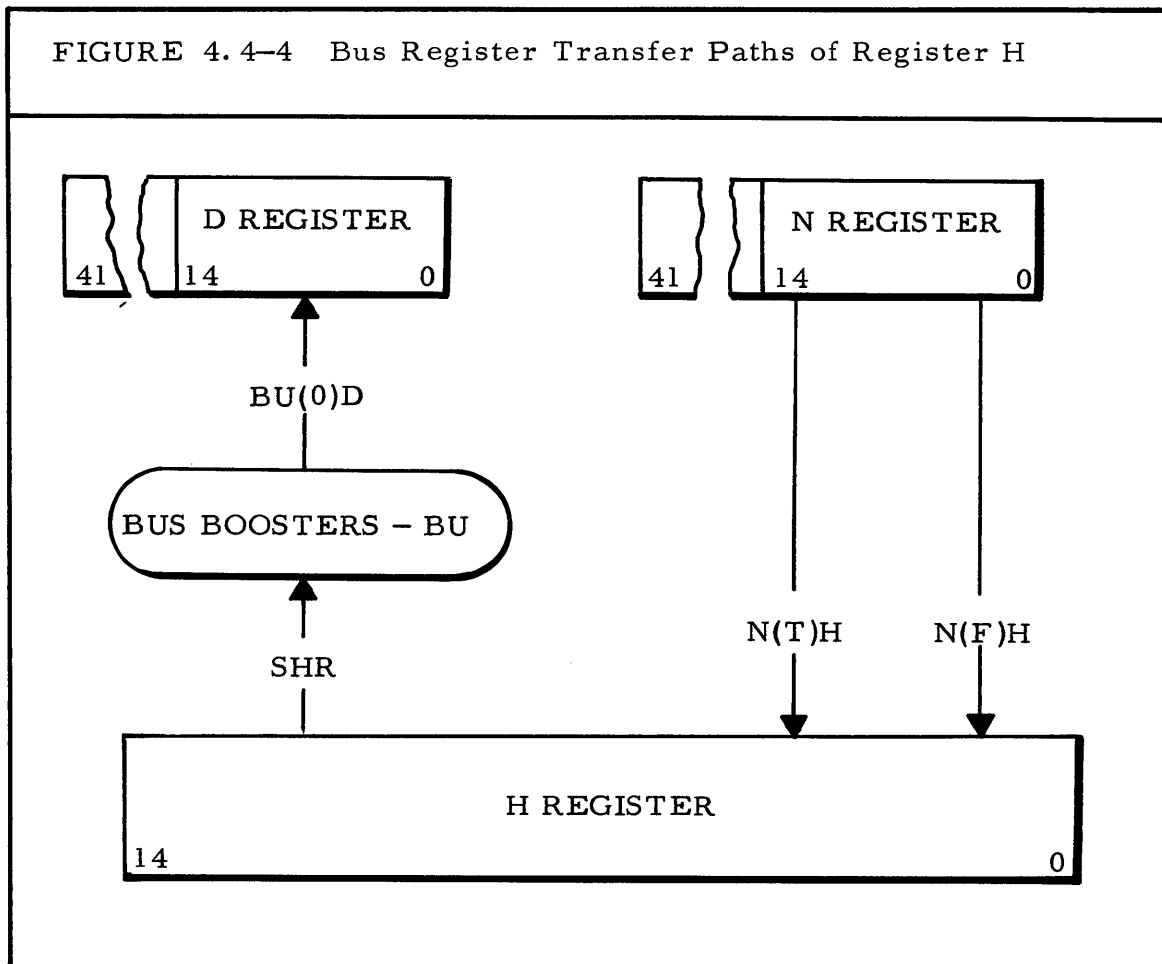 FIGURE 4.4—4 Bus Register Transfer Paths of Register H
D REGISTER
41 14 0
N REGISTER
41 14 0
BU(0)D
BUS BOOSTERS — BU
N(T)H N(F)H
SHR
H REGISTER
14 0